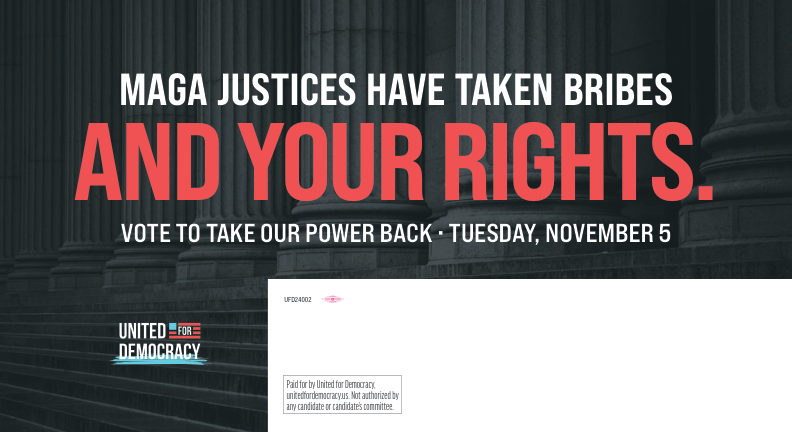 MAGA JUSTICES HAVE TAKEN BRIBES
AND YOUR RIGHTS.
VOTE TO TAKE OUR POWER BACK · TUESDAY, NOVEMBER 5
UFD24002
UNITED FOR
DEMOCRACY
Paid for by United for Democracy,
unitedfordemocracy.us. Not authorized by
any candidate or candidate's committee.